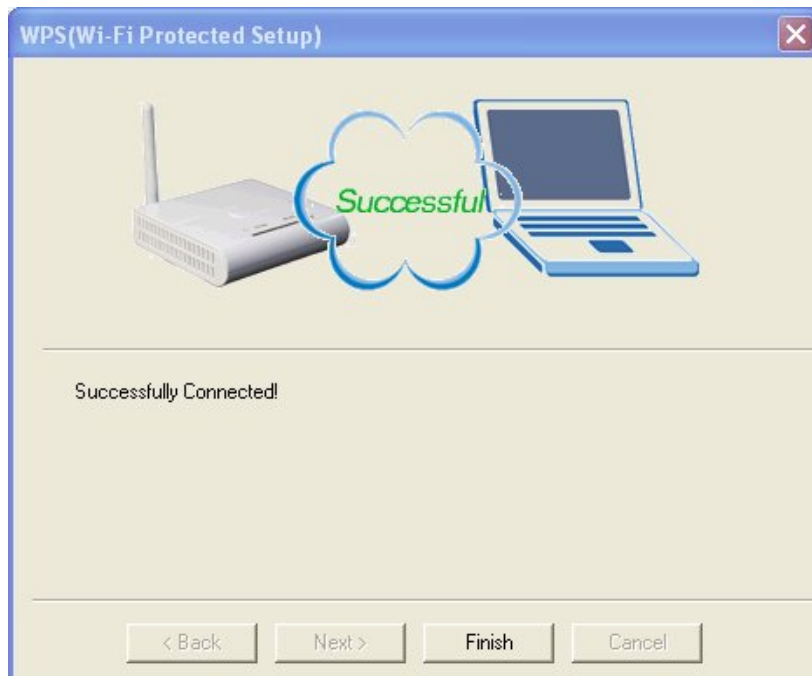 WPS(Wi-Fi Protected Setup)
Successful
Successfully Connected!
< Back
Next >
Finish
Cancel